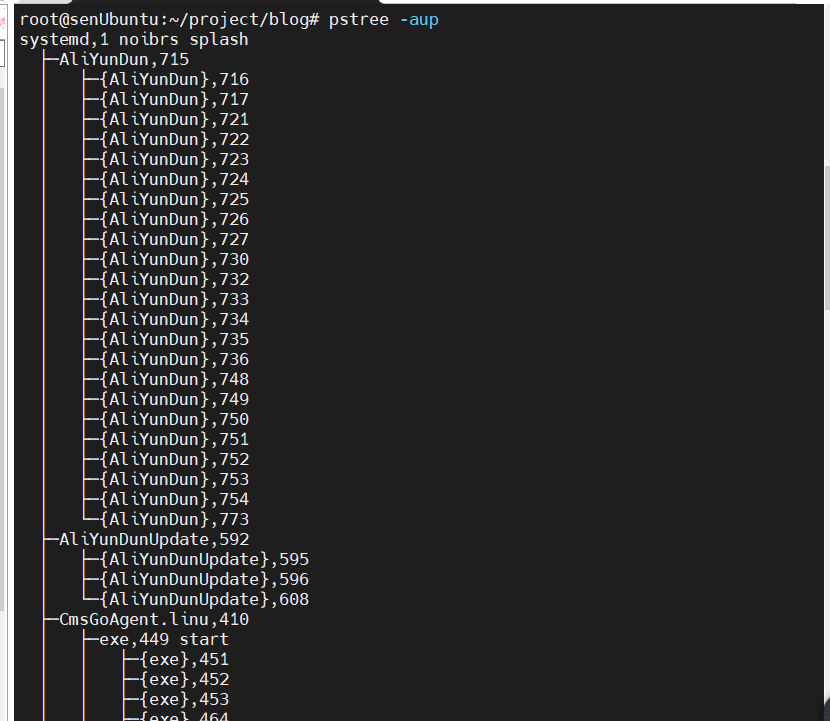 root@senUbuntu:~/project/blog# pstree -aup
systemd,1 noibrs splash
  ├─AliYunDun,715
  │   ├─{AliYunDun},716
  │   ├─{AliYunDun},717
  │   ├─{AliYunDun},721
  │   ├─{AliYunDun},722
  │   ├─{AliYunDun},723
  │   ├─{AliYunDun},724
  │   ├─{AliYunDun},725
  │   ├─{AliYunDun},726
  │   ├─{AliYunDun},727
  │   ├─{AliYunDun},730
  │   ├─{AliYunDun},732
  │   ├─{AliYunDun},733
  │   ├─{AliYunDun},734
  │   ├─{AliYunDun},735
  │   ├─{AliYunDun},736
  │   ├─{AliYunDun},748
  │   ├─{AliYunDun},749
  │   ├─{AliYunDun},750
  │   ├─{AliYunDun},751
  │   ├─{AliYunDun},752
  │   ├─{AliYunDun},753
  │   ├─{AliYunDun},754
  │   └─{AliYunDun},773
  ├─AliYunDunUpdate,592
  │   ├─{AliYunDunUpdate},595
  │   ├─{AliYunDunUpdate},596
  │   └─{AliYunDunUpdate},608
  ├─CmsGoAgent.linu,410
  │   ├─exe,449 start
  │   │   ├─{exe},451
  │   │   ├─{exe},452
  │   │   ├─{exe},453
  │   │   ├─{exe},464